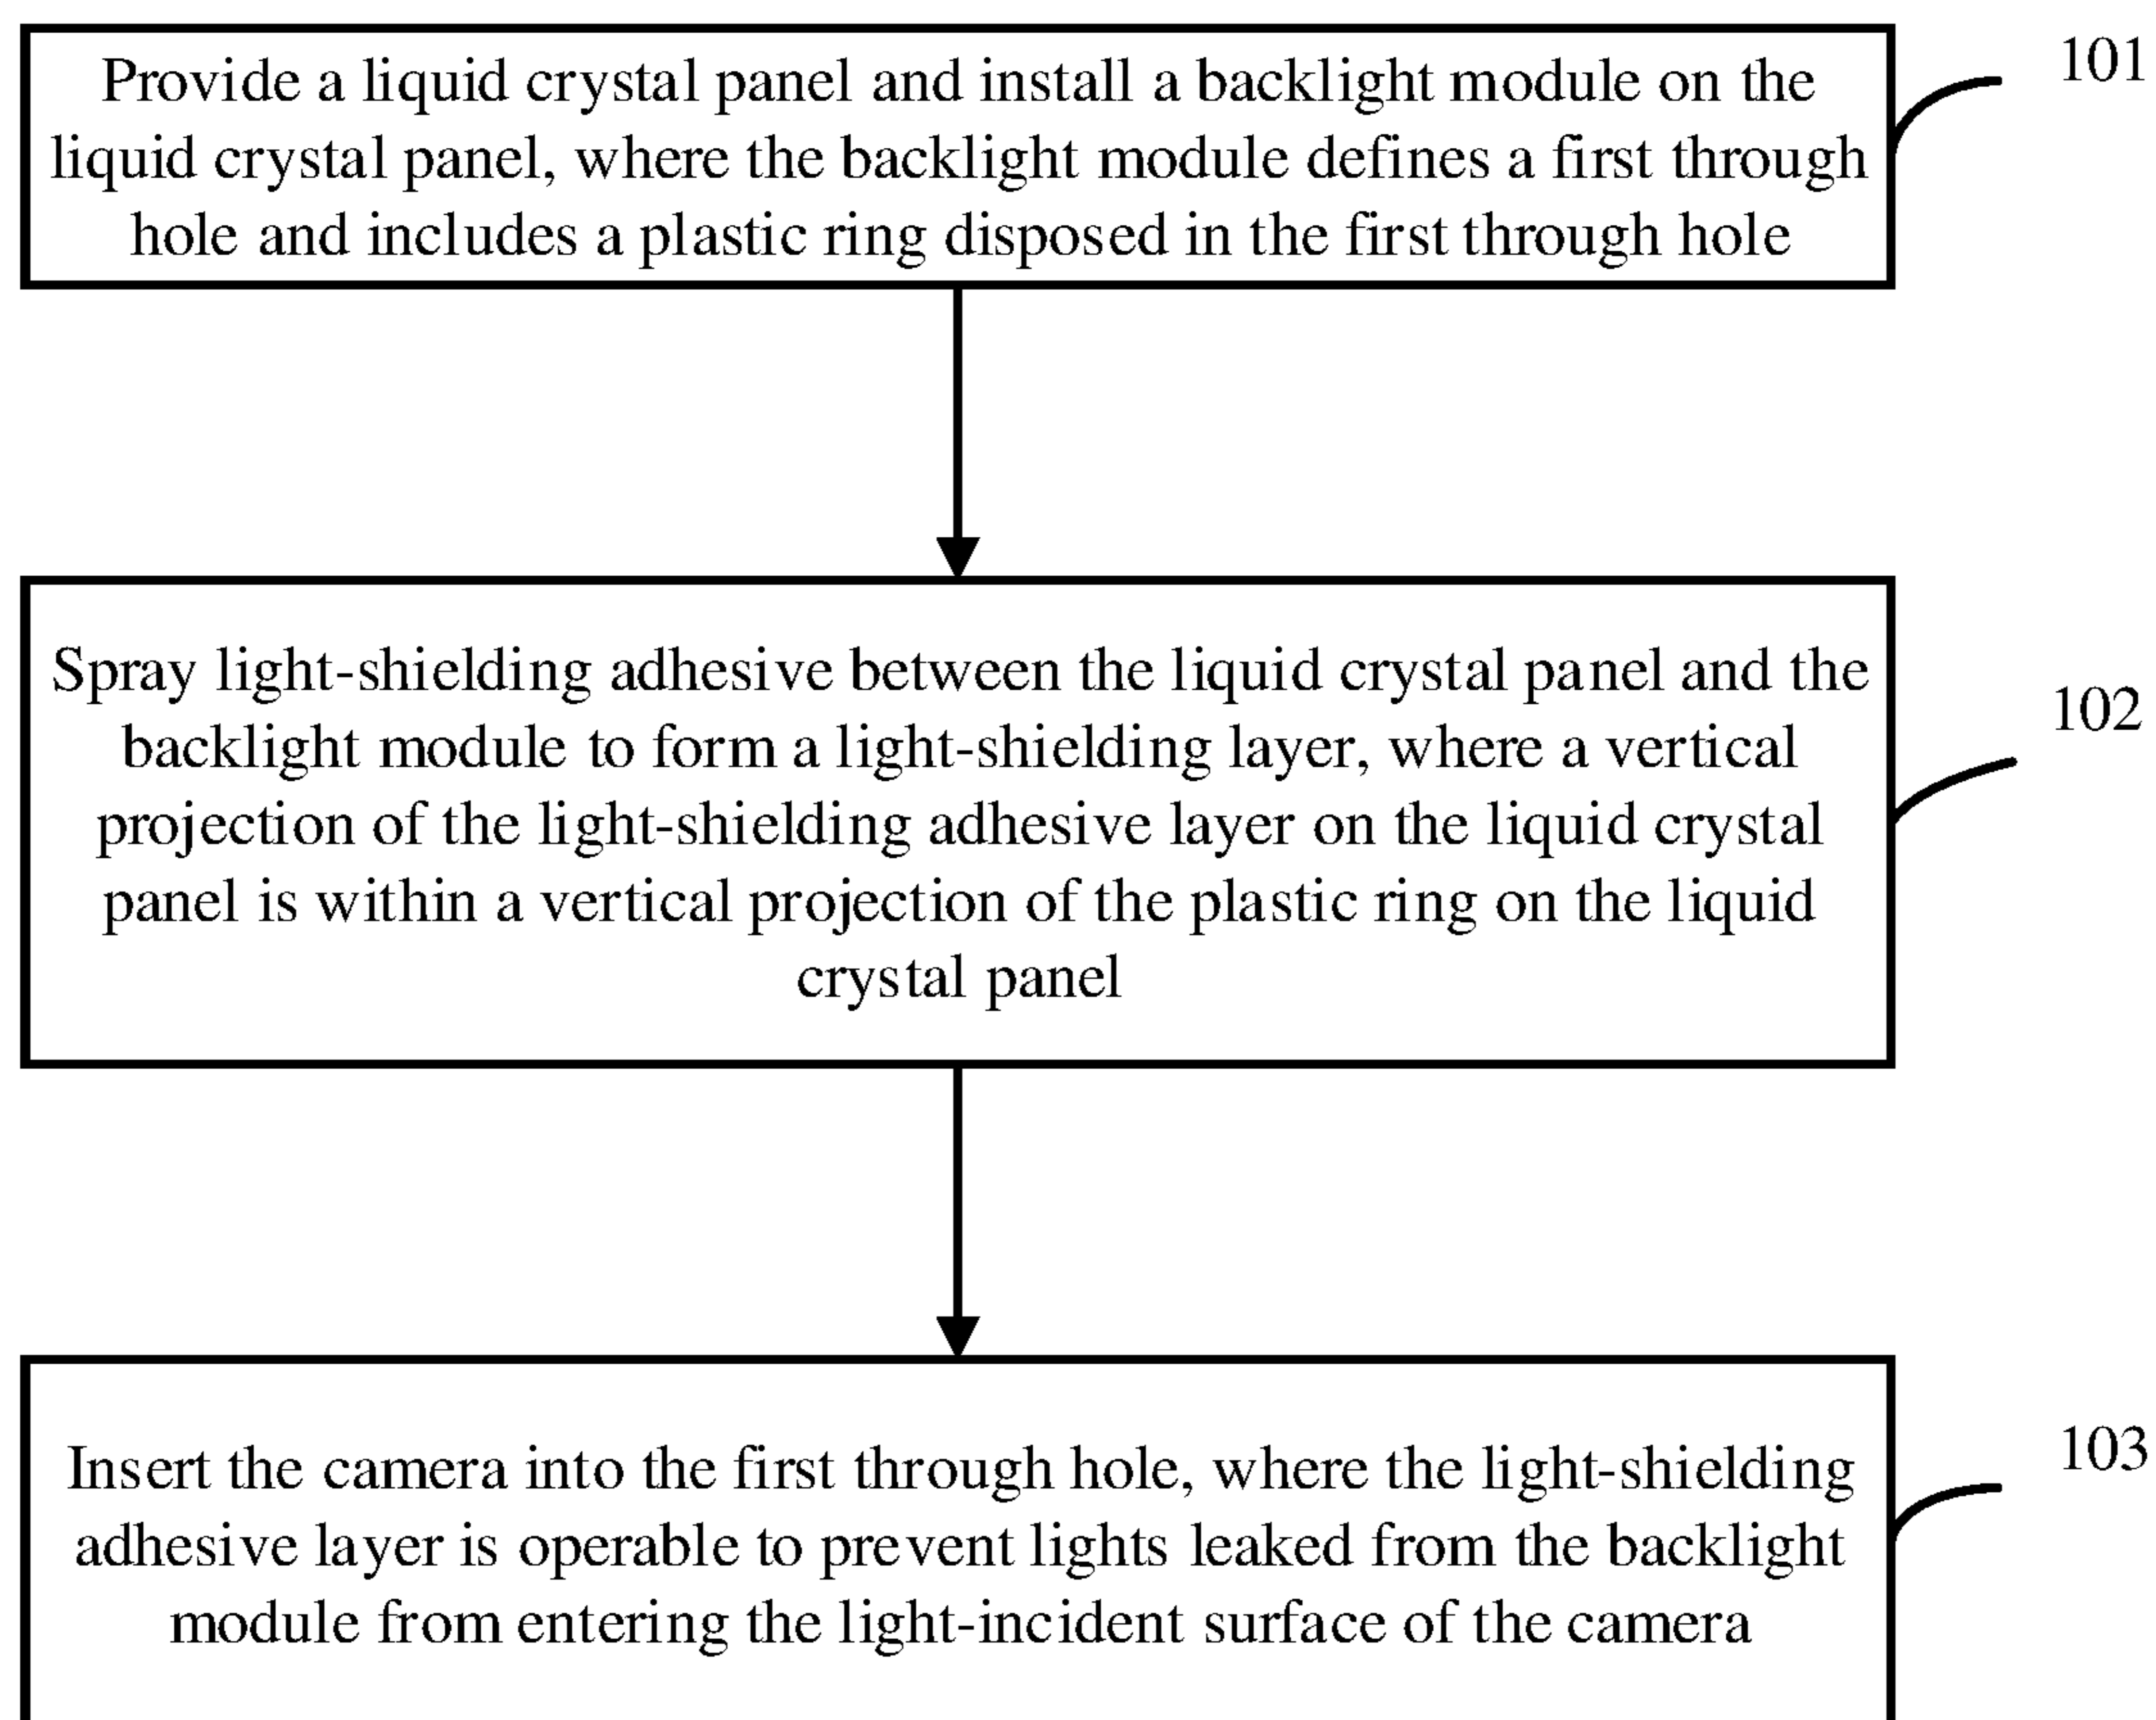 Provide a liquid crystal panel and install a backlight module on the
liquid crystal panel, where the backlight module defines a first through
hole and includes a plastic ring disposed in the first through hole
101
Spray light-shielding adhesive between the liquid crystal panel and the
backlight module to form a light-shielding layer, where a vertical
projection of the light-shielding adhesive layer on the liquid crystal
panel is within a vertical projection of the plastic ring on the liquid
crystal panel
102
Insert the camera into the first through hole, where the light-shielding
adhesive layer is operable to prevent lights leaked from the backlight
module from entering the light-incident surface of the camera
103